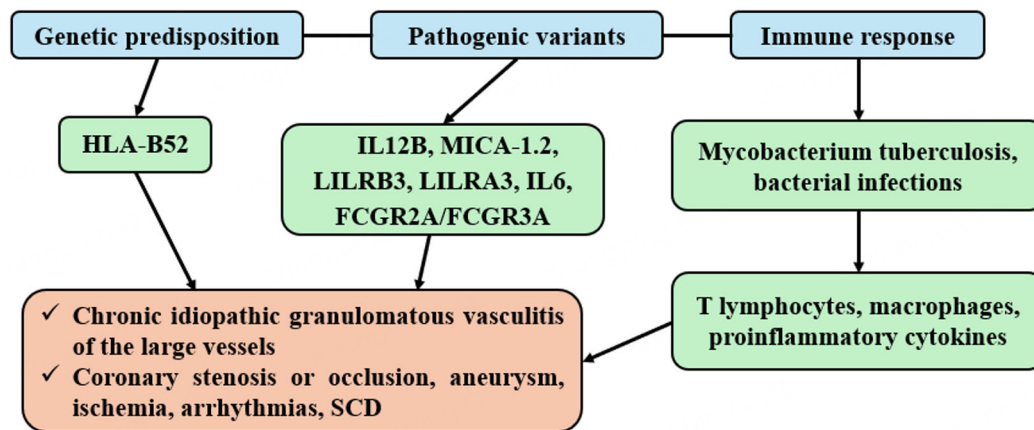 Genetic predisposition
Pathogenic variants
Immune response
HLA-B52
IL12B, MICA-1.2,
LILRB3, LILRA3, IL6,
FCGR2A/FCGR3A
Mycobacterium tuberculosis,
bacterial infections
T lymphocytes, macrophages,
proinflammatory cytokines
✓ Chronic idiopathic granulomatous vasculitis
of the large vessels
✓ Coronary stenosis or occlusion, aneurysm,
ischemia, arrhythmias, SCD